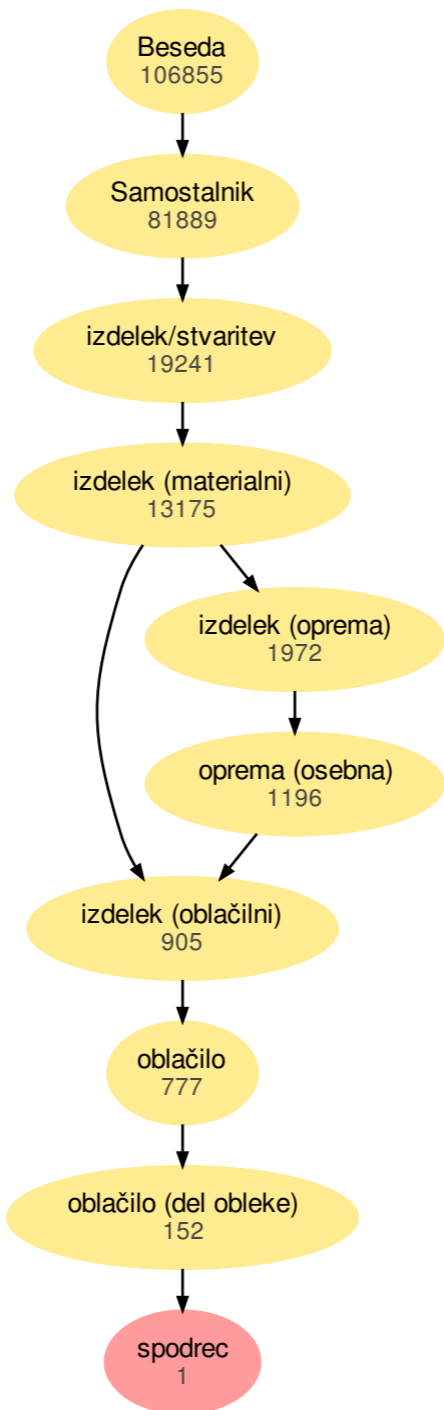 Beseda
106855
Samostalnik
81889
izdelek/stvaritev
19241
izdelek (materialni)
13175
izdelek (oprema)
1972
oprema (osebna)
1196
izdelek (oblačilni)
905
oblačilo
777
oblačilo (del obleke)
152
spodrec
1